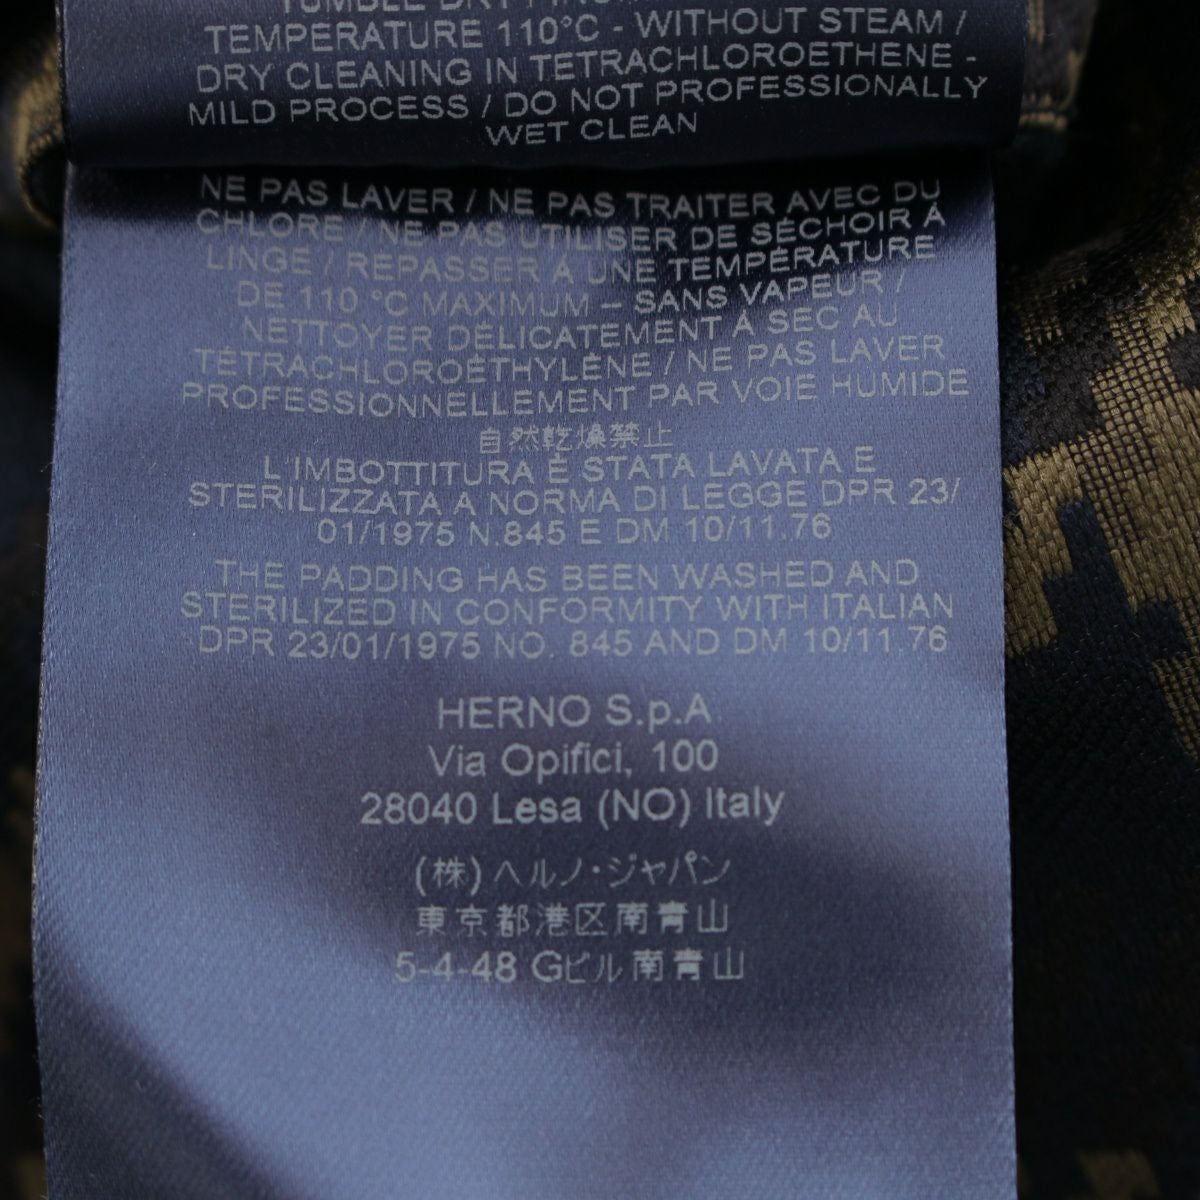 TUMBLE DRY
TEMPERATURE 110°C - WITHOUT STEAM /
DRY CLEANING IN TETRACHLOROETHENE -
MILD PROCESS / DO NOT PROFESSIONALLY
WET CLEAN
NE PAS LAVER / NE PAS TRAITER AVEC DU
CHLORE / NE PAS UTILISER DE SÉCHOIR À
LINGE / REPASSER À UNE TEMPÉRATURE
DE 110 °C MAXIMUM – SANS VAPEUR /
NETTOYER DÉLICATEMENT À SEC AU
TÉTRACHLOROÉTHYLÈNE / NE PAS LAVER
PROFESSIONNELLEMENT PAR VOIE HUMIDE
自然乾燥禁止
L'IMBOTTITURA È STATA LAVATA E
STERILIZZATA A NORMA DI LEGGE DPR 23/
01/1975 N.845 E DM 10/11.76
THE PADDING HAS BEEN WASHED AND
STERILIZED IN CONFORMITY WITH ITALIAN
DPR 23/01/1975 NO. 845 AND DM 10/11.76
HERNO S.p.A
Via Opifici, 100
28040 Lesa (NO) Italy
(株)ヘルノ・ジャパン
東京都港区南青山
5-4-48 Gビル南青山